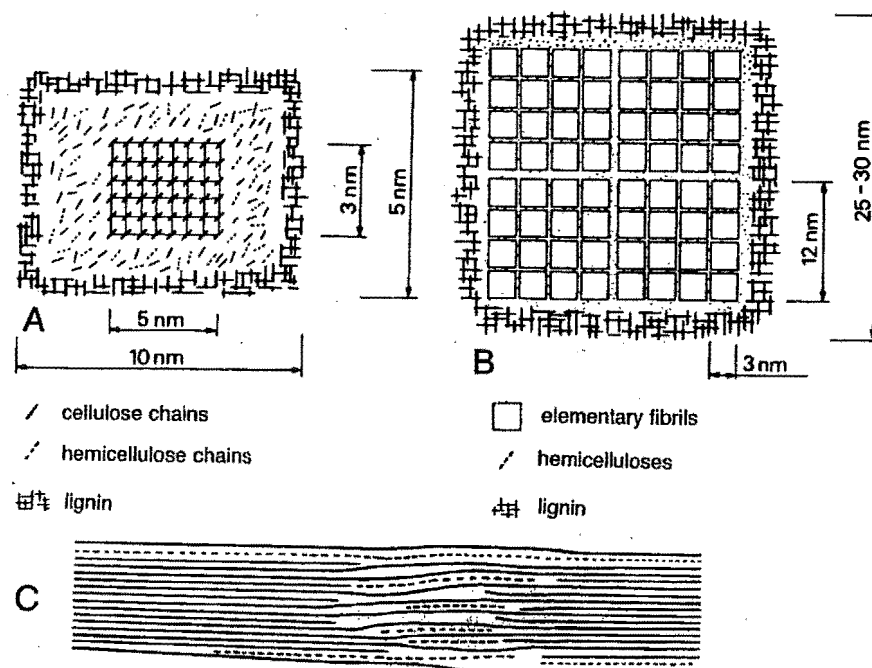 3 nm
5 nm
A
5 nm
10 nm
cellulose chains
hemicellulose chains
lignin
12 nm
25 – 30 nm
B
3 nm
elementary fibrils
hemicelluloses
lignin
C